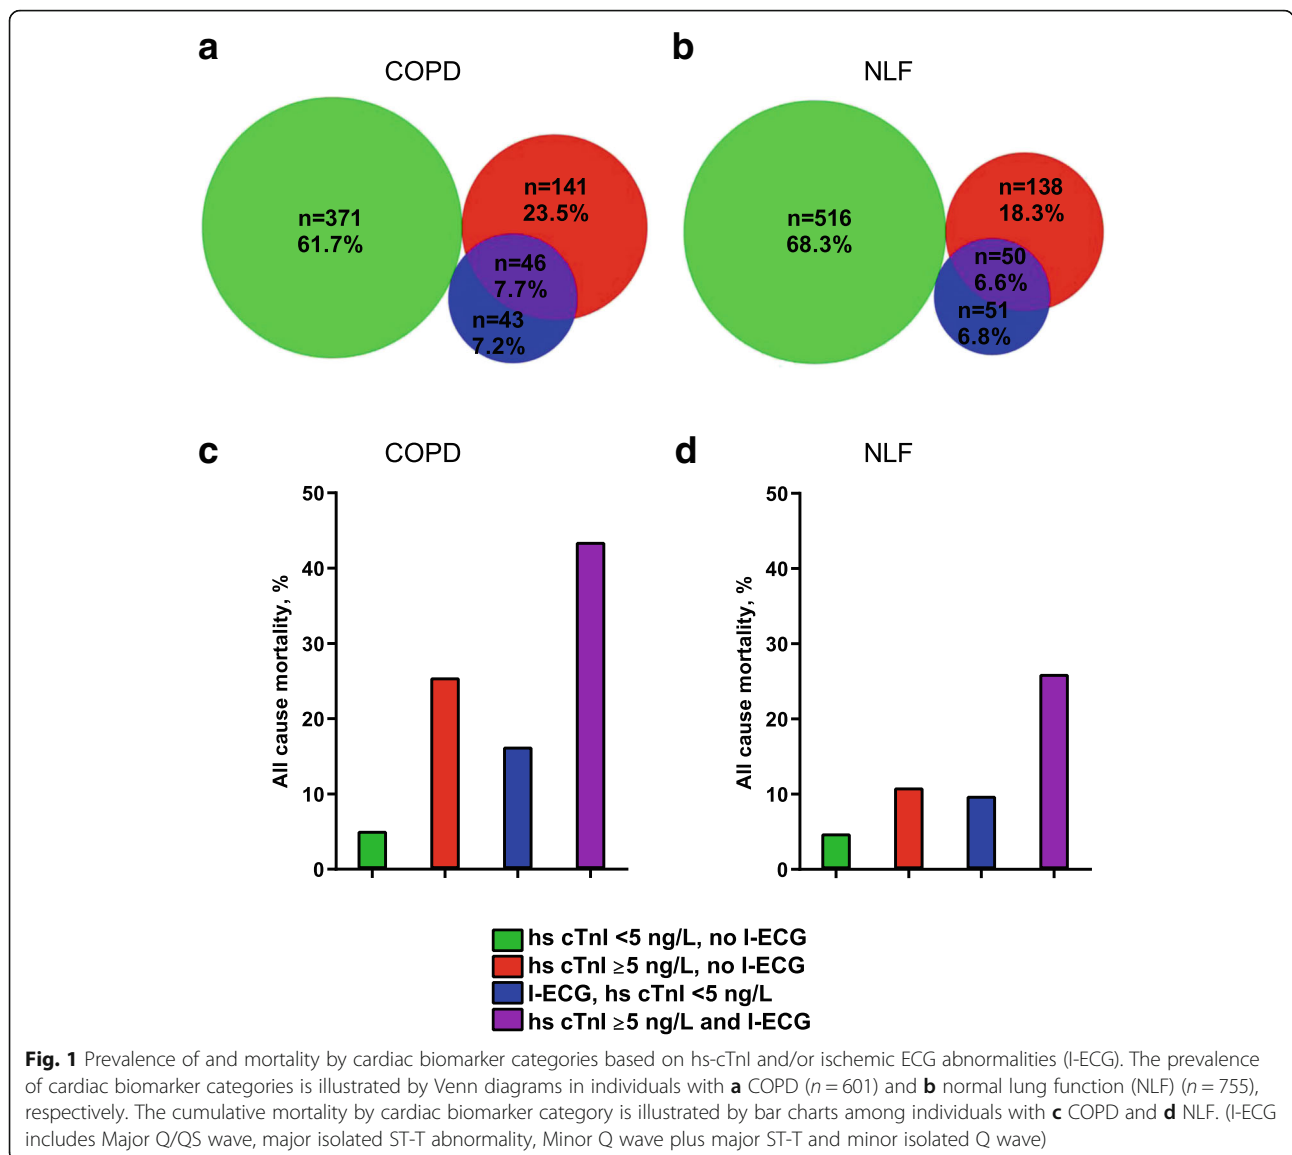 a
COPD
n=371
61.7%
n=141
23.5%
n=46
7.7%
n=43
7.2%
b
NLF
n=516
68.3%
n=138
18.3%
n=50
6.6%
n=51
6.8%
c
COPD
All cause mortality, %
50
40
30
20
10
0
d
NLF
All cause mortality, %
50
40
30
20
10
0
hs cTnI <5 ng/L, no I-ECG
hs cTnI ≥5 ng/L, no I-ECG
I-ECG, hs cTnI <5 ng/L
hs cTnI ≥5 ng/L and I-ECG
Fig. 1 Prevalence of and mortality by cardiac biomarker categories based on hs-cTnI and/or ischemic ECG abnormalities (I-ECG). The prevalence
of cardiac biomarker categories is illustrated by Venn diagrams in individuals with a COPD (n = 601) and b normal lung function (NLF) (n = 755),
respectively. The cumulative mortality by cardiac biomarker category is illustrated by bar charts among individuals with c COPD and d NLF. (I-ECG
includes Major Q/QS wave, major isolated ST-T abnormality, Minor Q wave plus major ST-T and minor isolated Q wave)